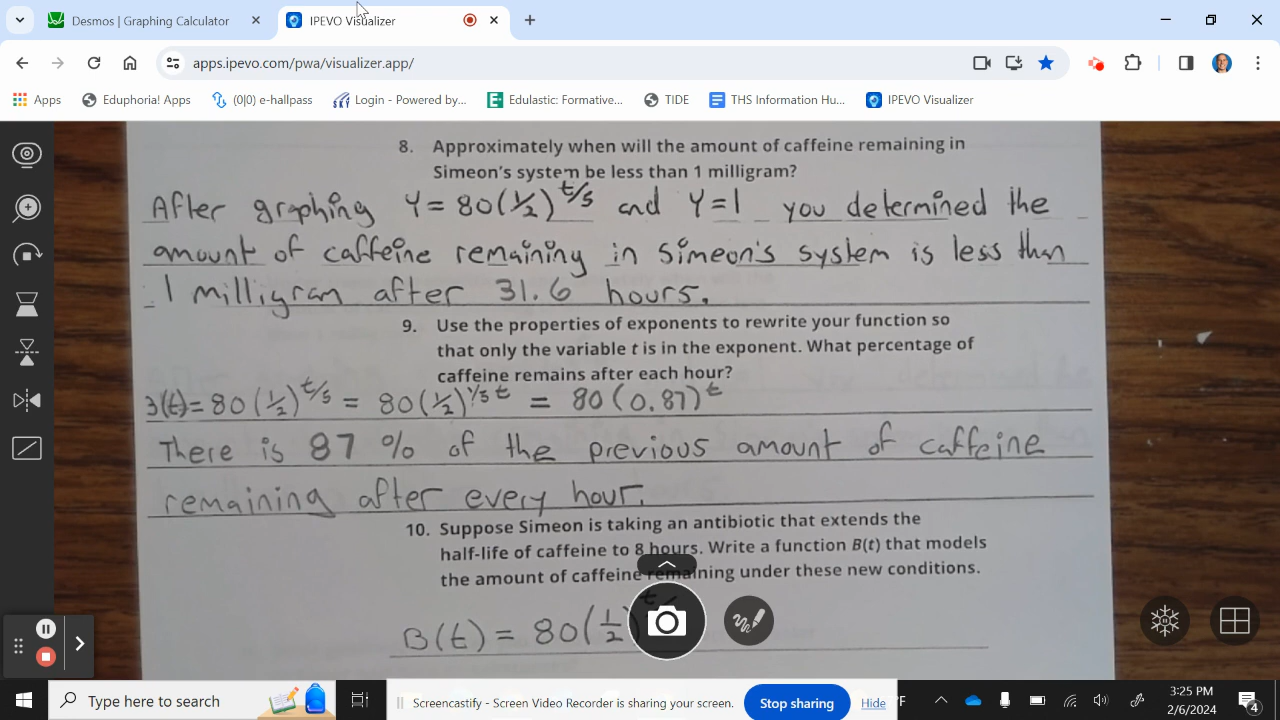 Desmos | Graphing Calculator
IPEVO Visualizer
apps.ipevo.com/pwa/visualizer.app/
Apps
Eduphoria! Apps
(0|0) e-hallpass
Login - Powered by...
Edulastic: Formative...
TIDE
THS Information Hu...
IPEVO Visualizer
8. Approximately when will the amount of caffeine remaining in
Simeon's system be less than 1 milligram?
After graphing Y = 80(1/2)^t/5 and Y=1 you determined the
amount of caffeine remaining in simeon's system is less than
1 milligram after 31.6 hours.
9. Use the properties of exponents to rewrite your function so
that only the variable t is in the exponent. What percentage of
caffeine remains after each hour?
(t)= 80(1/2)^t/5 = 80(1/2)^1/5 t = 80(0.87)^t
There is 87 % of the previous amount of caffeine
remaining after every hour.
10. Suppose Simeon is taking an antibiotic that extends the
half-life of caffeine to 8 hours. Write a function B(t) that models
the amount of caffeine remaining under these new conditions.
B(t) = 80(1/2)
Type here to search
Screencastify - Screen Video Recorder is sharing your screen.
Stop sharing
Hide
3:25 PM
2/6/2024
4